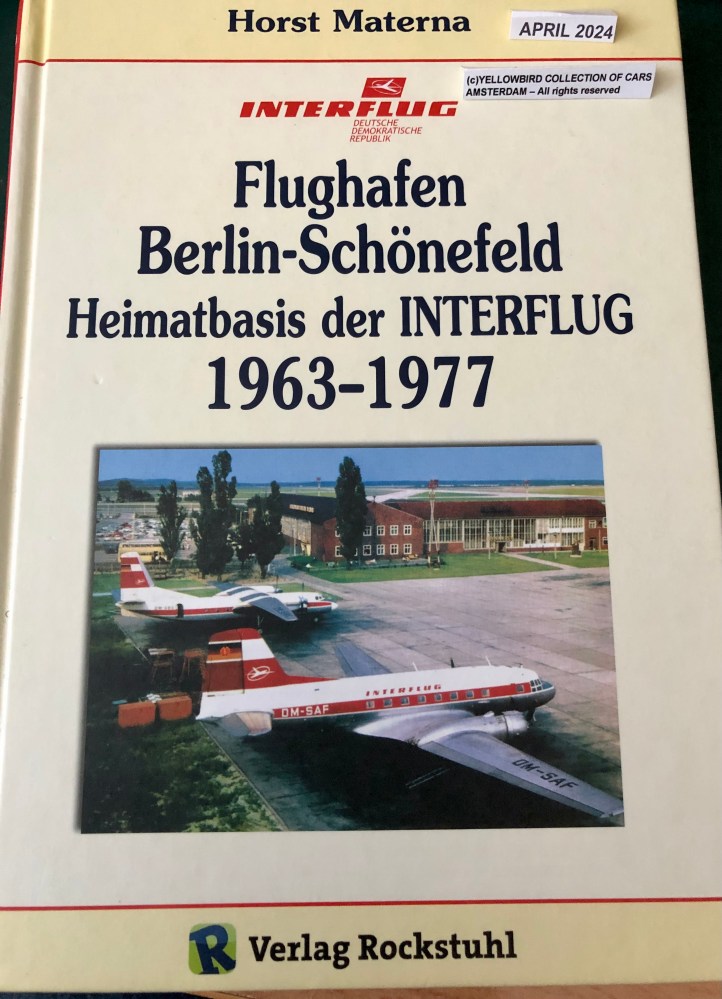 Horst Materna
APRIL 2024
(c)YELLOWBIRD COLLECTION OF CARS
AMSTERDAM – All rights reserved
INTERFLUG
DEUTSCHE
DEMOKRATISCHE
REPUBLIK
Flughafen
Berlin-Schönefeld
Heimatbasis der INTERFLUG
1963-1977
INTERFLUG
DM-SAF
DM-SAF
R Verlag Rockstuhl